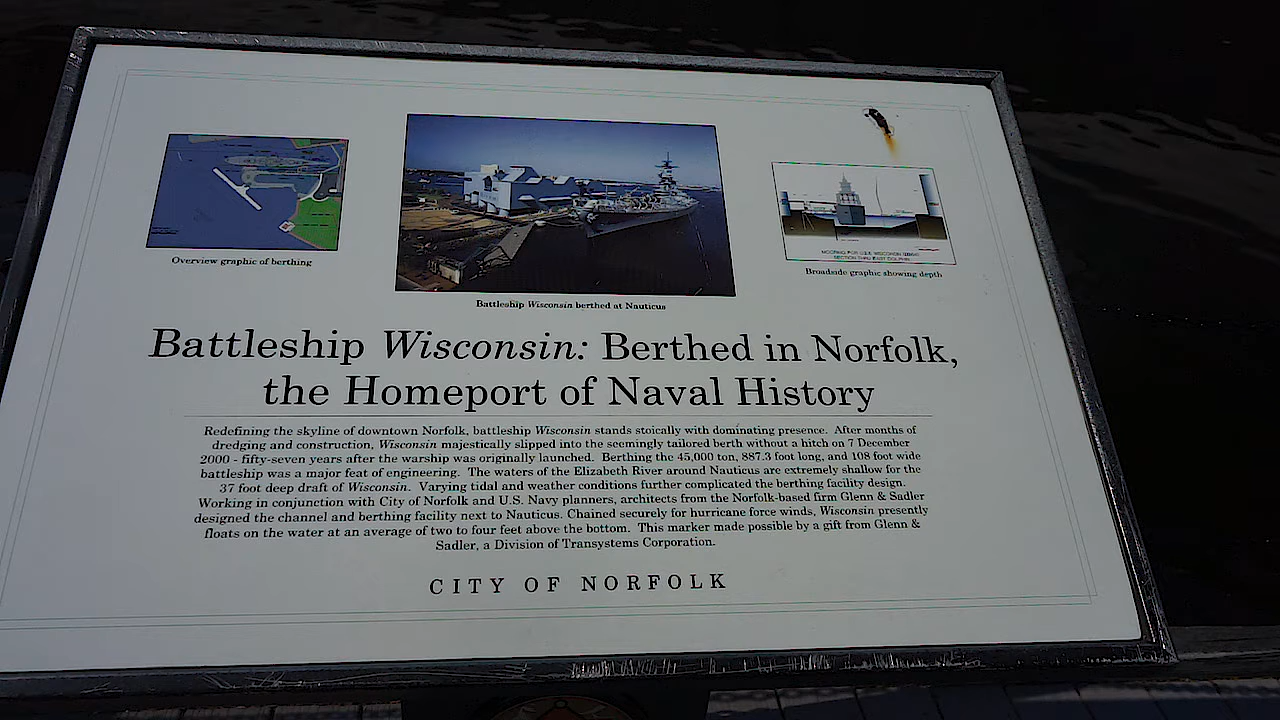 Overview graphic of berthing
Battleship Wisconsin berthed at Nauticus
MOORING FOR U.S.S. WISCONSIN
SECTION THRU EAST DOLPHIN
Broadside graphic showing depth
Battleship Wisconsin: Berthed in Norfolk,
the Homeport of Naval History
Redefining the skyline of downtown Norfolk, battleship Wisconsin stands stoically with dominating presence. After months of
dredging and construction, Wisconsin majestically slipped into the seemingly tailored berth without a hitch on 7 December
2000 - fifty-seven years after the warship was originally launched. Berthing the 45,000 ton, 887.3 foot long, and 108 foot wide
battleship was a major feat of engineering. The waters of the Elizabeth River around Nauticus are extremely shallow for the
37 foot deep draft of Wisconsin. Varying tidal and weather conditions further complicated the berthing facility design.
Working in conjunction with City of Norfolk and U.S. Navy planners, architects from the Norfolk-based firm Glenn & Sadler
designed the channel and berthing facility next to Nauticus. Chained securely for hurricane force winds, Wisconsin presently
floats on the water at an average of two to four feet above the bottom. This marker made possible by a gift from Glenn &
Sadler, a Division of Transystems Corporation.
CITY OF NORFOLK